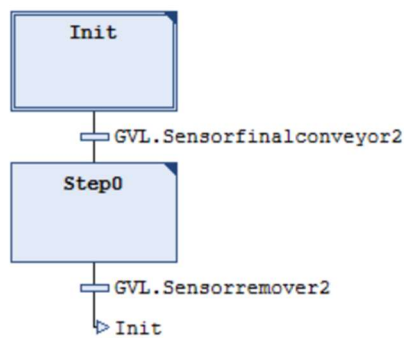 Init
GVL.Sensorfinalconveyor2
Step0
GVL.Sensorremover2
Init